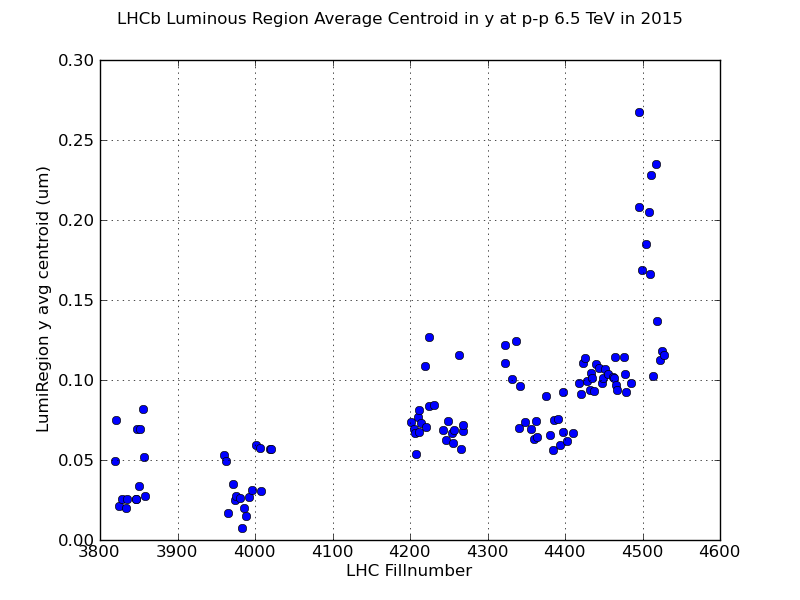 LHCb Luminous Region Average Centroid in y at p-p 6.5 TeV in 2015
0.30
0.25
0.20
0.15
0.10
0.05
0.00
LumiRegion y avg centroid (um)
3800 3900 4000 4100 4200 4300 4400 4500 4600
LHC Fillnumber